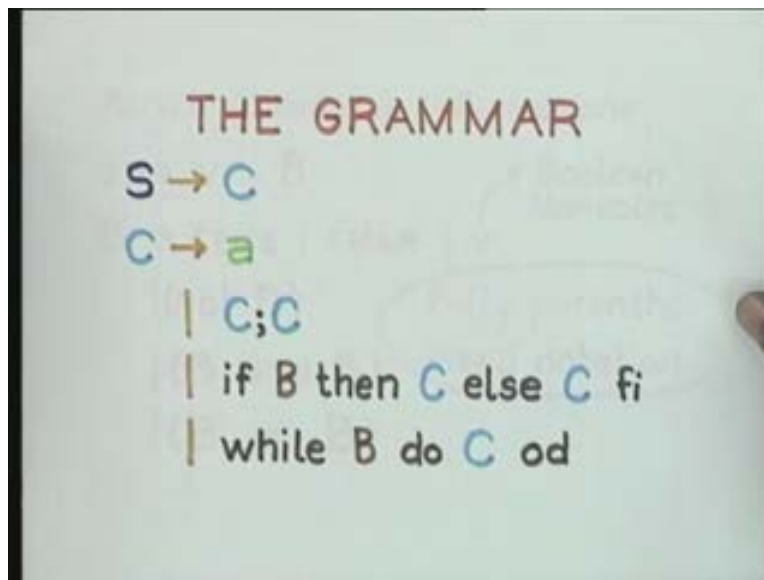 THE GRAMMAR
S → C
C → a
| C;C
| if B then C else C fi
| while B do C od